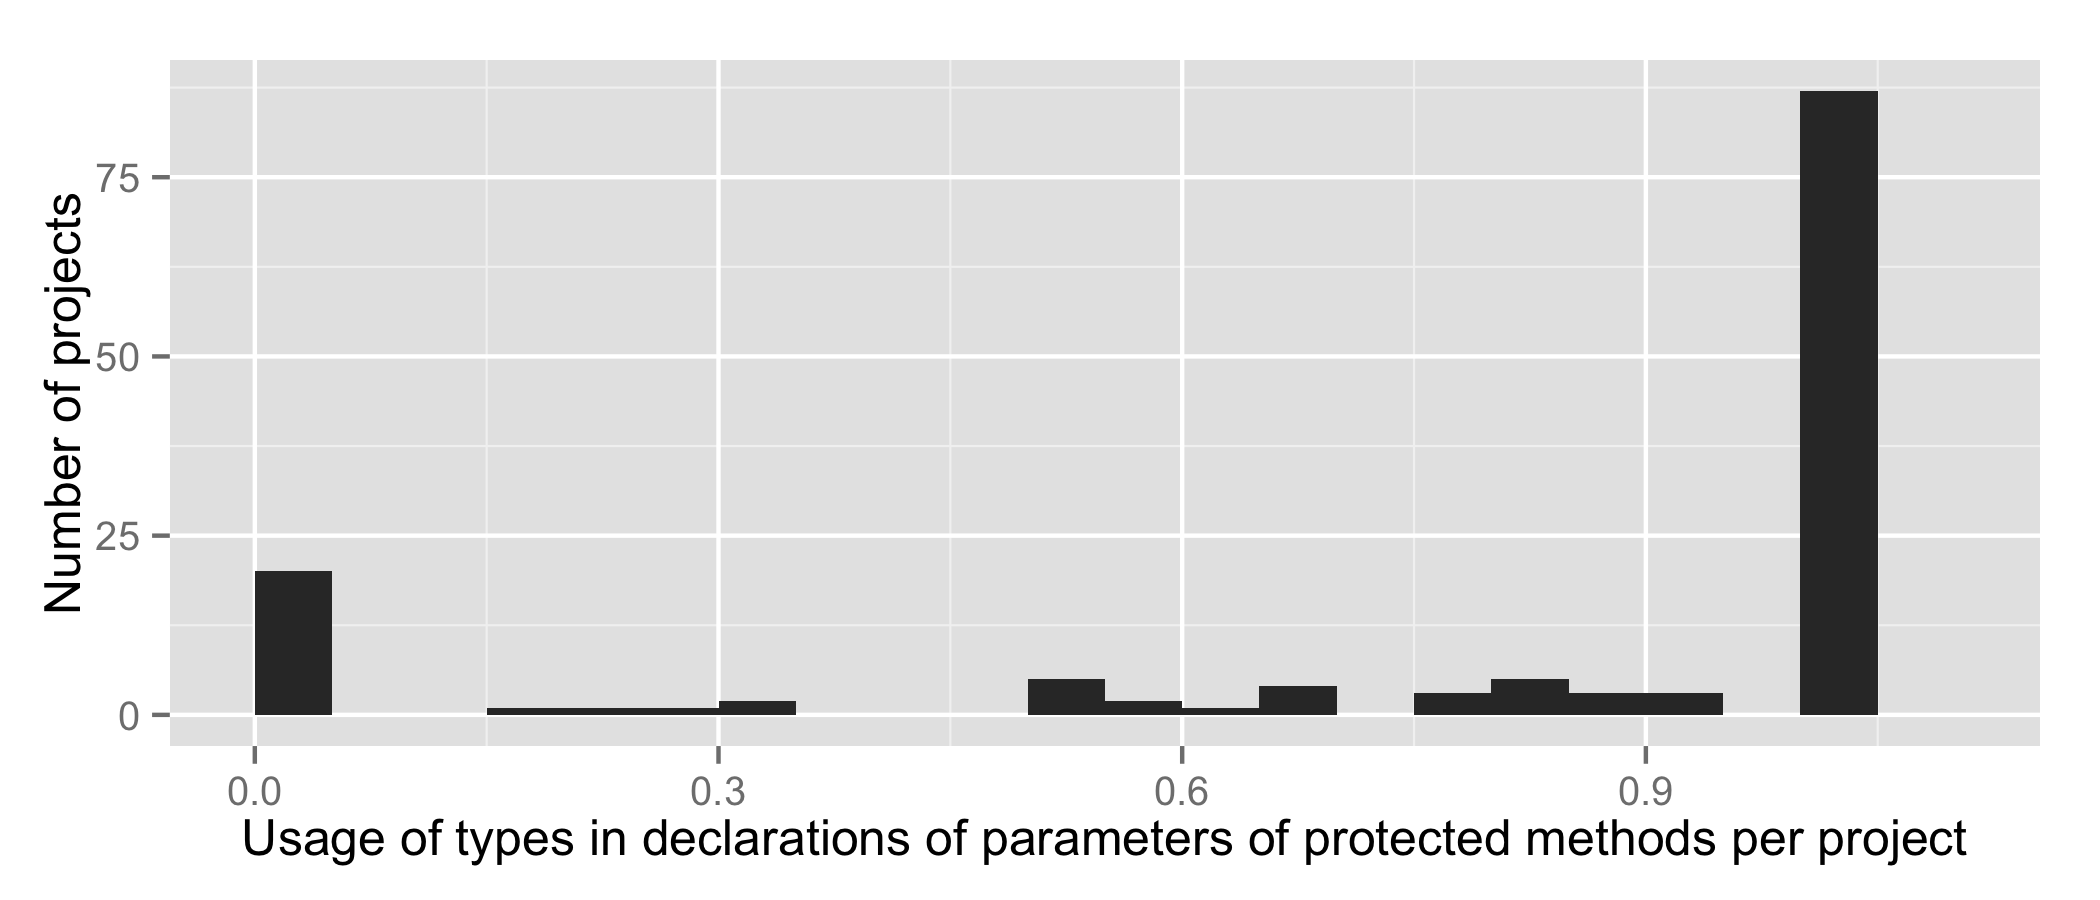 Number of projects
75
50
25
0
0.0 0.3 0.6 0.9
Usage of types in declarations of parameters of protected methods per project